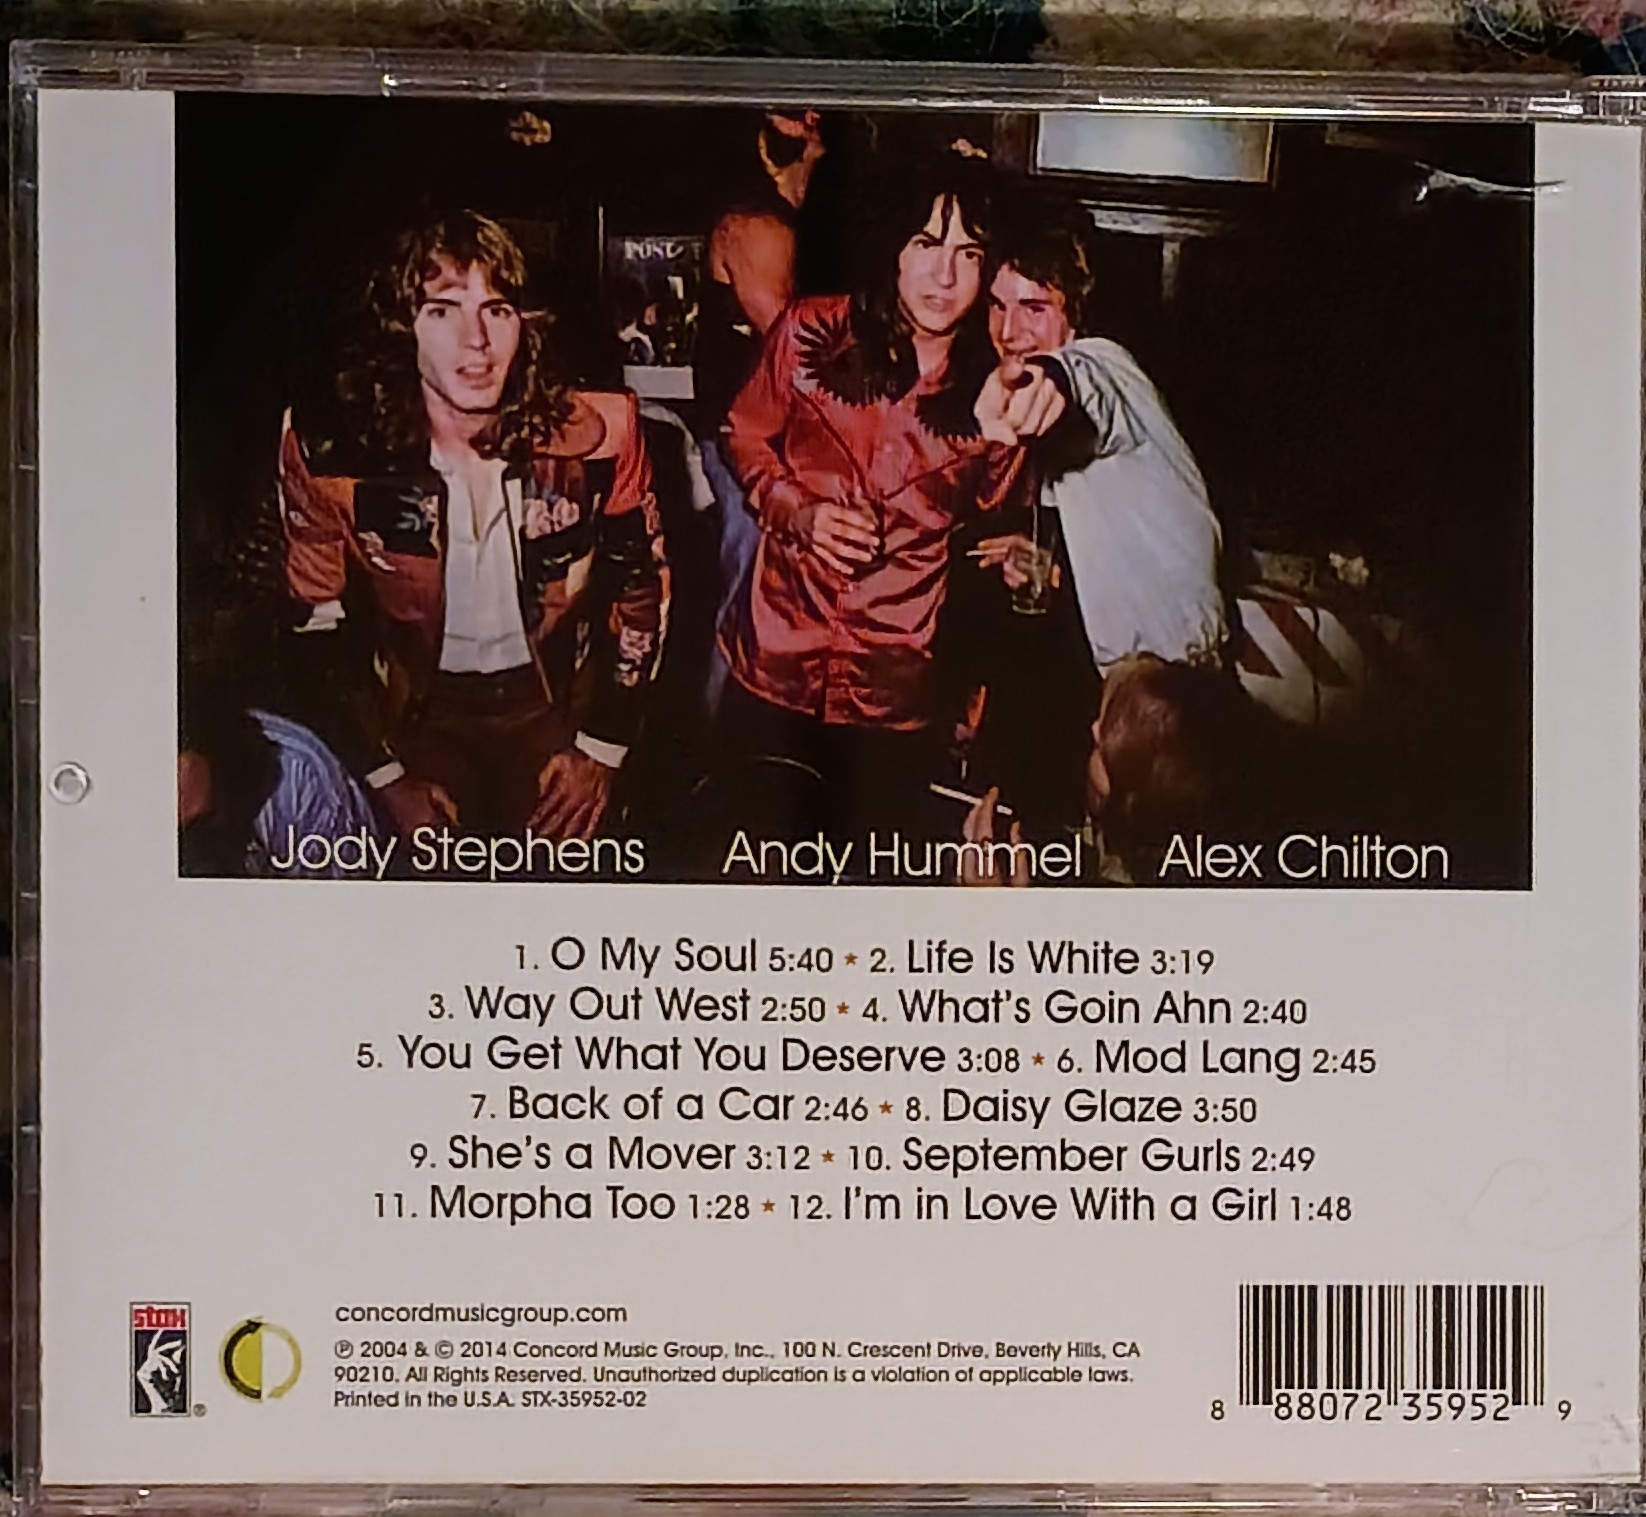 POST
Jody Stephens Andy Hummel Alex Chilton
1. O My Soul 5:40 ★ 2. Life Is White 3:19
3. Way Out West 2:50 ★ 4. What's Goin Ahn 2:40
5. You Get What You Deserve 3:08 ★ 6. Mod Lang 2:45
7. Back of a Car 2:46 ★ 8. Daisy Glaze 3:50
9. She's a Mover 3:12 ★ 10. September Gurls 2:49
11. Morpha Too 1:28 ★ 12. I'm in Love With a Girl 1:48
stax
®
concordmusicgroup.com
℗ 2004 & © 2014 Concord Music Group, Inc., 100 N. Crescent Drive, Beverly Hills, CA
90210. All Rights Reserved. Unauthorized duplication is a violation of applicable laws.
Printed in the U.S.A. STX-35952-02
8 88072 35952 9